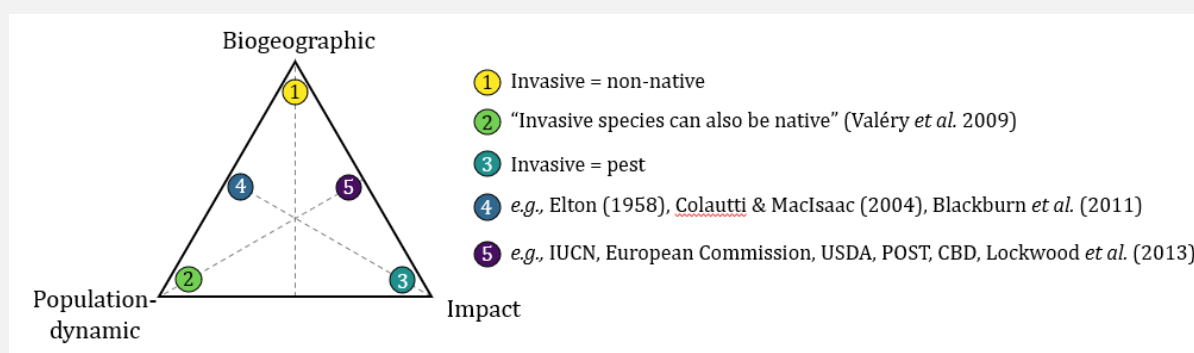 Biogeographic
1
4
5
2
3
Population-
dynamic
Impact
1 Invasive = non-native
2 “Invasive species can also be native” (Valéry et al. 2009)
3 Invasive = pest
4 e.g., Elton (1958), Colautti & MacIsaac (2004), Blackburn et al. (2011)
5 e.g., IUCN, European Commission, USDA, POST, CBD, Lockwood et al. (2013)